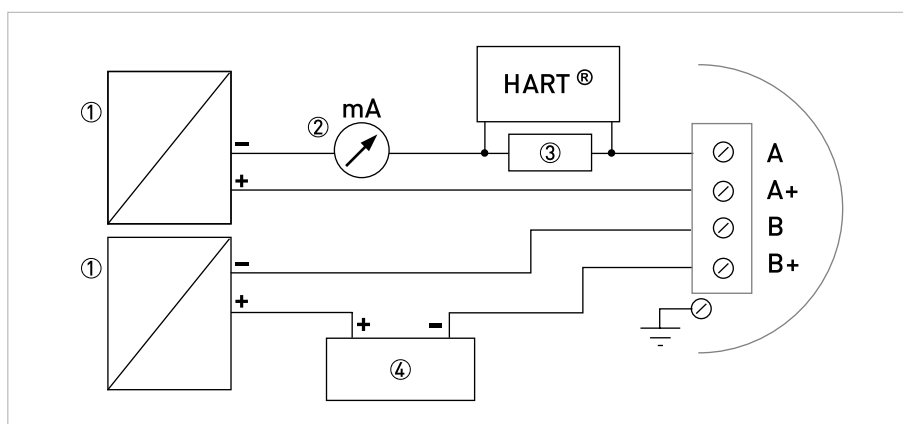 HART ®
① ② mA
− ③ A
+ A+
B
① − B+
+
+ −
④